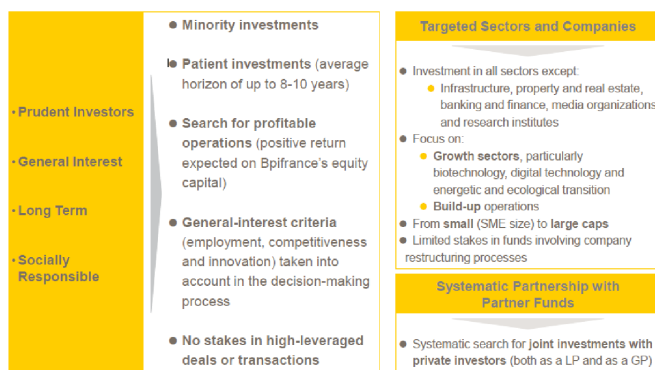 • Prudent Investors
• General Interest
• Long Term
• Socially
Responsible
● Minority investments
● Patient investments (average
horizon of up to 8-10 years)
● Search for profitable
operations (positive return
expected on Bpifrance's equity
capital)
● General-interest criteria
(employment, competitiveness
and innovation) taken into
account in the decision-making
process
● No stakes in high-leveraged
deals or transactions
Targeted Sectors and Companies
● Investment in all sectors except:
● Infrastructure, property and real estate,
banking and finance, media organizations
and research institutes
● Focus on:
● Growth sectors, particularly
biotechnology, digital technology and
energetic and ecological transition
● Build-up operations
● From small (SME size) to large caps
● Limited stakes in funds involving company
restructuring processes
Systematic Partnership with
Partner Funds
● Systematic search for joint investments with
private investors (both as a LP and as a GP)